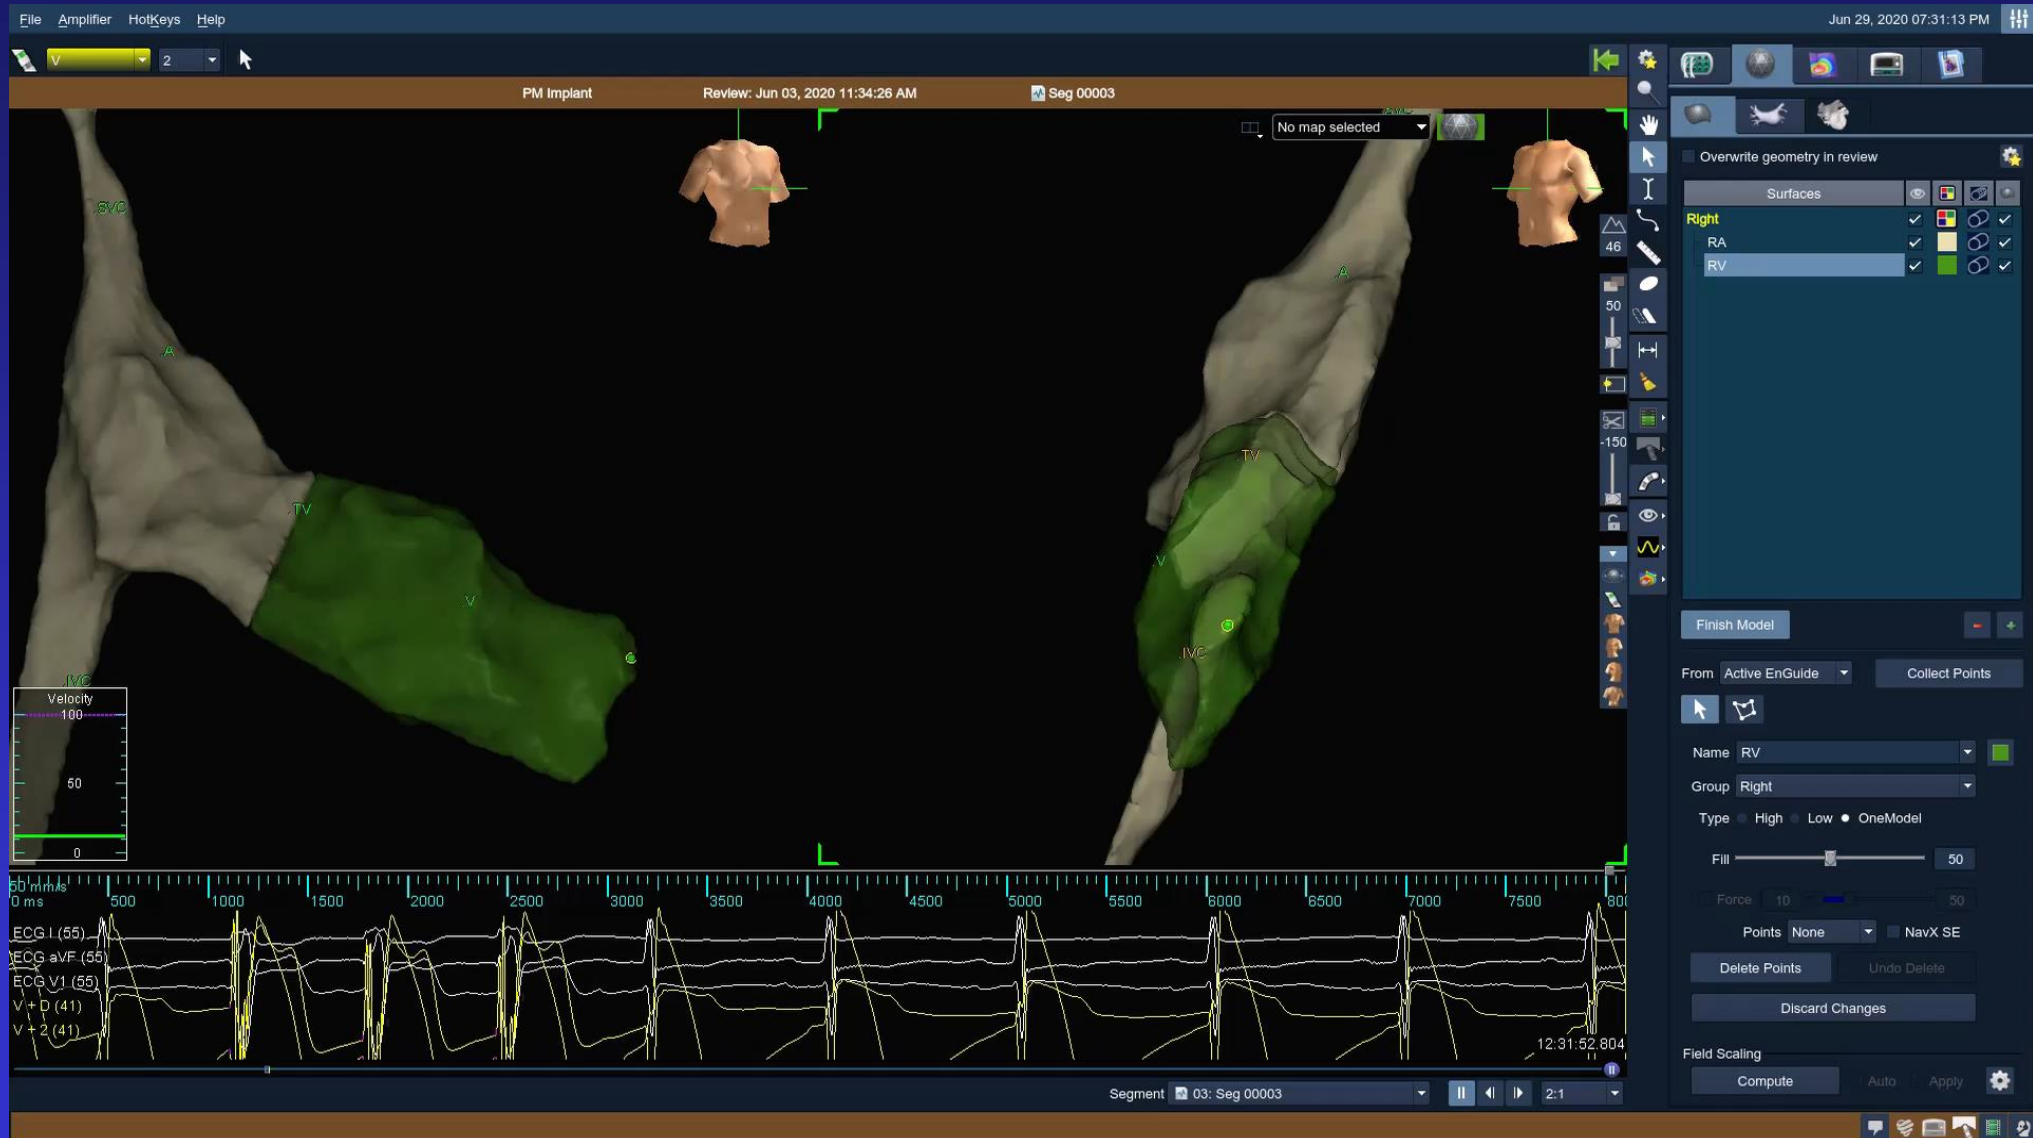 File Amplifier HotKeys Help
Jun 29, 2020 07:31:13 PM
V 2
PM Implant Review: Jun 03, 2020 11:34:26 AM Seg 00003
No map selected
.SVC
.A
.TV
.V
.IVC
Velocity
100
50
0
.A
.TV
.V
.IVC
46
50
-150
Overwrite geometry in review
Surfaces
Right
RA
RV
Finish Model - +
From Active EnGuide Collect Points
Name RV
Group Right
Type High Low OneModel
Fill 50
Force 10 50
Points None NavX SE
Delete Points Undo Delete
Discard Changes
Field Scaling
Compute Auto Apply
50 mm/s
0 ms 500 1000 1500 2000 2500 3000 3500 4000 4500 5000 5500 6000 6500 7000 7500
ECG I (55)
ECG aVF (55)
ECG V1 (55)
V + D (41)
V + 2 (41)
12:31:52.804
Segment 03: Seg 00003 2:1